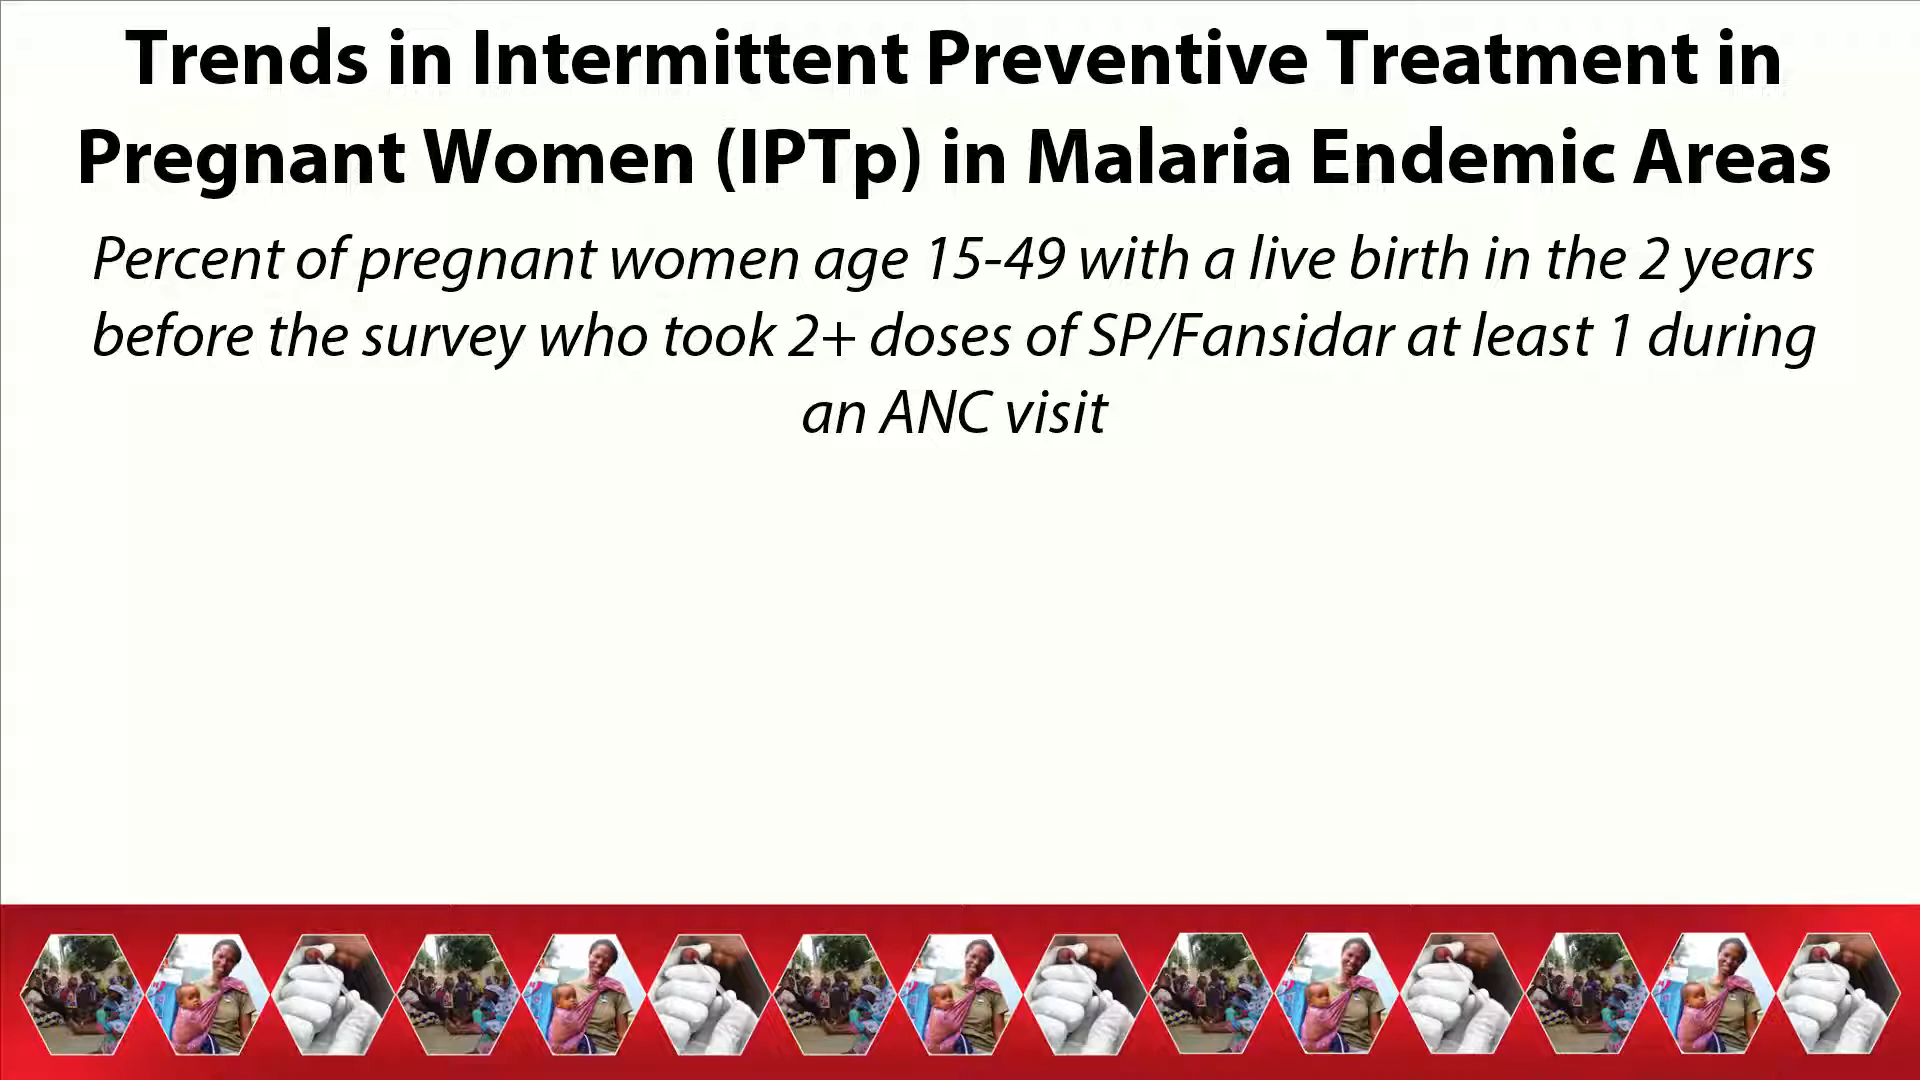 Trends in Intermittent Preventive Treatment in
Pregnant Women (IPTp) in Malaria Endemic Areas
Percent of pregnant women age 15-49 with a live birth in the 2 years
before the survey who took 2+ doses of SP/Fansidar at least 1 during
an ANC visit